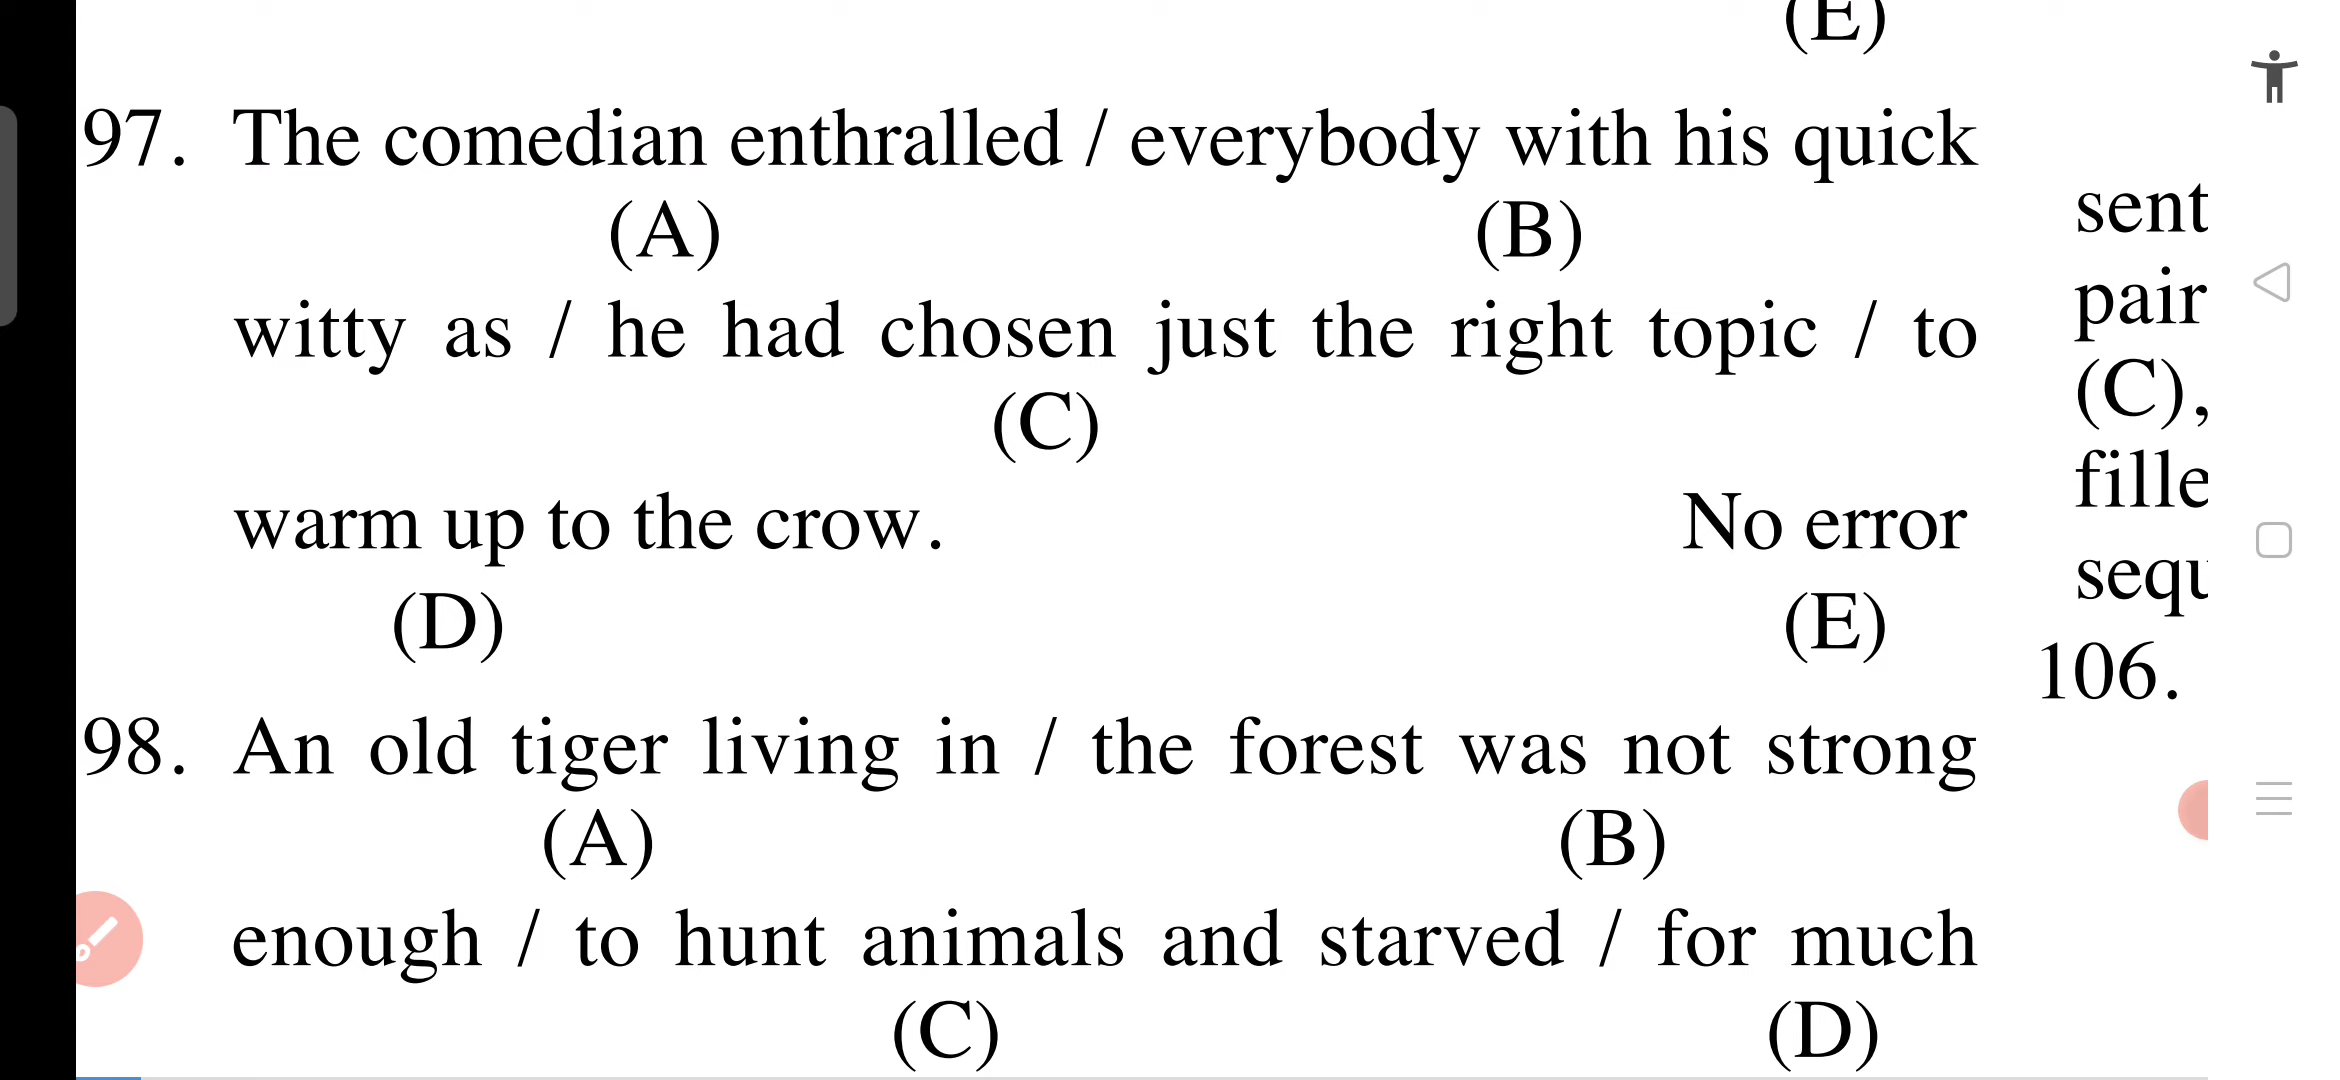 (E)
97. The comedian enthralled / everybody with his quick
(A) (B)
witty as / he had chosen just the right topic / to
(C)
warm up to the crow. No error
(D) (E)
98. An old tiger living in / the forest was not strong
(A) (B)
enough / to hunt animals and starved / for much
(C) (D)
sent
pair
(C),
fille
sequ
106.